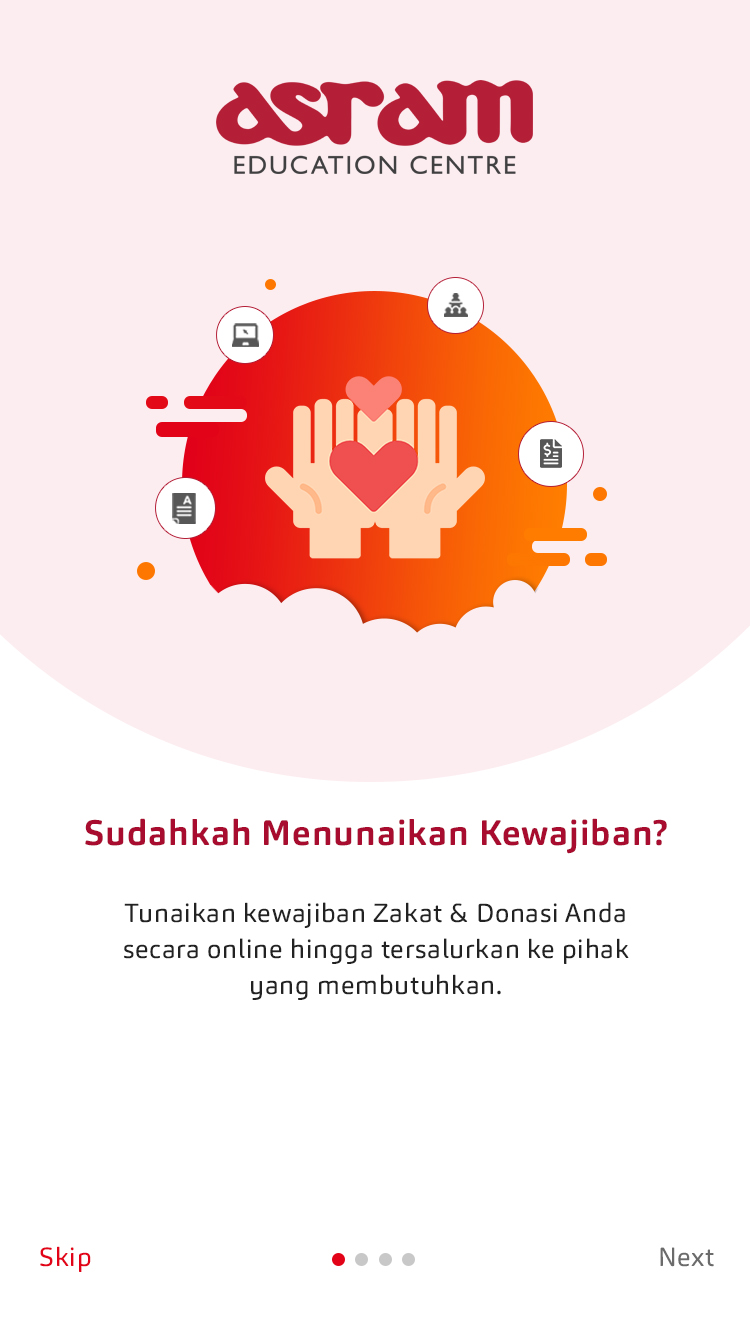 asram
EDUCATION CENTRE
A
$
Sudahkah Menunaikan Kewajiban?
Tunaikan kewajiban Zakat & Donasi Anda
secara online hingga tersalurkan ke pihak
yang membutuhkan.
Skip
Next